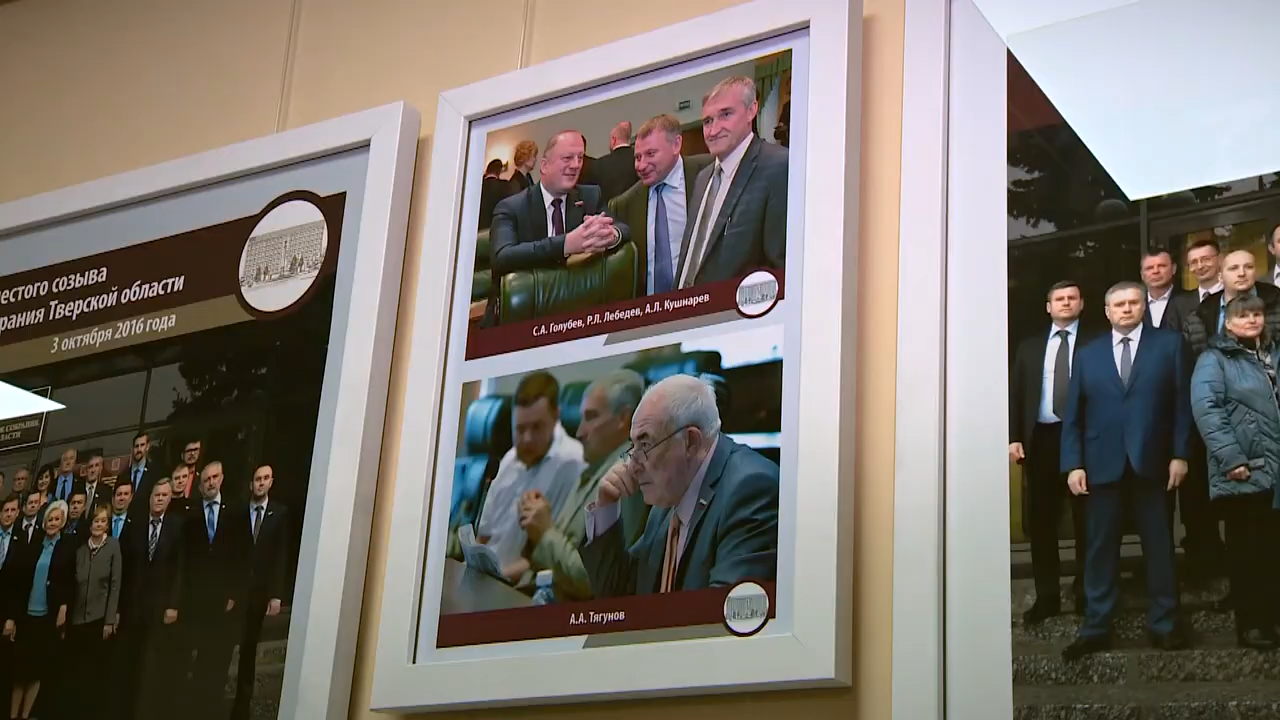 шестого созыва
рания Тверской области
3 октября 2016 года
С.А. Голубев, Р.Л. Лебедев, А.Л. Кушнарев
А.А. Тягунов